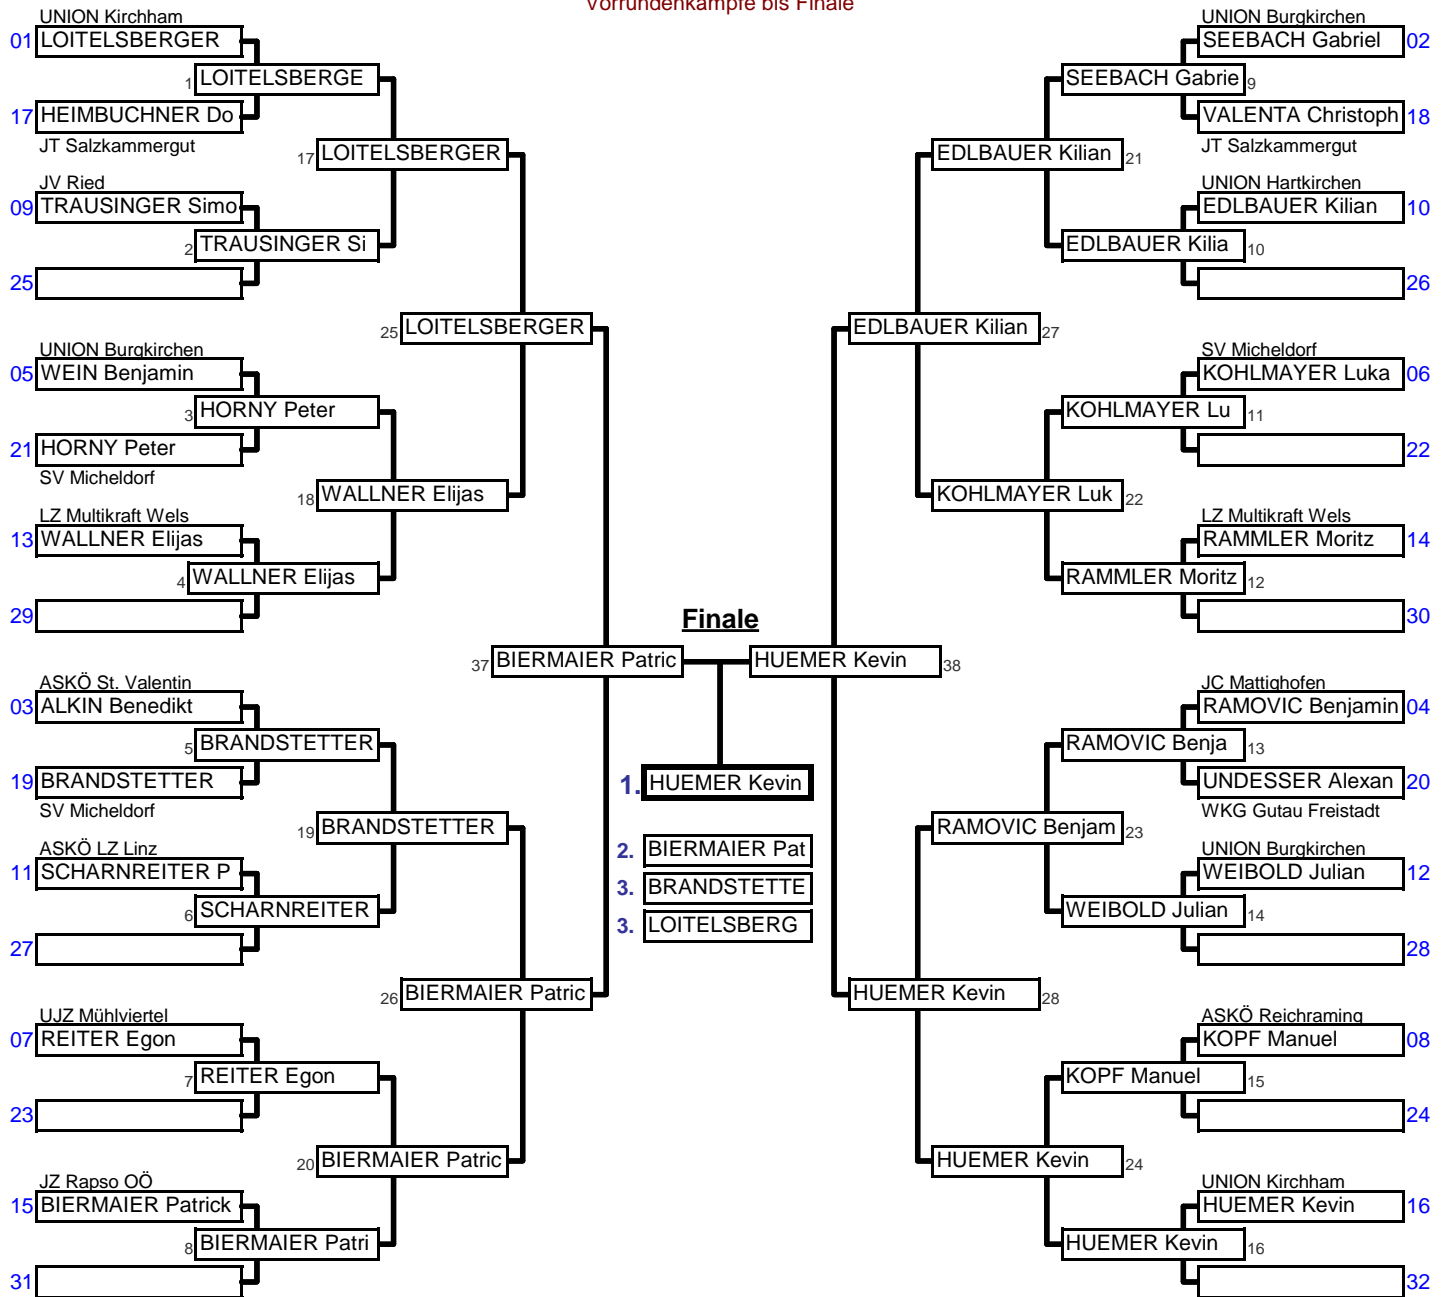 Vorrundenkämpfe bis Finale
UNION Kirchham
01 LOITELSBERGER
1 LOITELSBERGE
17 HEIMBUCHNER Do
JT Salzkammergut
17 LOITELSBERGER
JV Ried
09 TRAUSINGER Simo
2 TRAUSINGER Si
25
25 LOITELSBERGER
UNION Burgkirchen
05 WEIN Benjamin
3 HORNY Peter
21 HORNY Peter
SV Micheldorf
18 WALLNER Elijas
LZ Multikraft Wels
13 WALLNER Elijas
4 WALLNER Elijas
29
37 BIERMAIER Patric
ASKÖ St. Valentin
03 ALKIN Benedikt
5 BRANDSTETTER
19 BRANDSTETTER
SV Micheldorf
19 BRANDSTETTER
ASKÖ LZ Linz
11 SCHARNREITER P
6 SCHARNREITER
27
26 BIERMAIER Patric
UJZ Mühlviertel
07 REITER Egon
7 REITER Egon
23
20 BIERMAIER Patric
JZ Rapso OÖ
15 BIERMAIER Patrick
8 BIERMAIER Patri
31
Finale
1. HUEMER Kevin
2. BIERMAIER Pat
3. BRANDSTETTE
3. LOITELSBERG
UNION Burgkirchen
SEEBACH Gabriel 02
SEEBACH Gabrie 9
VALENTA Christoph 18
JT Salzkammergut
EDLBAUER Kilian 21
UNION Hartkirchen
EDLBAUER Kilian 10
EDLBAUER Kilia 10
26
EDLBAUER Kilian 27
SV Micheldorf
KOHLMAYER Luka 06
KOHLMAYER Lu 11
22
KOHLMAYER Luk 22
LZ Multikraft Wels
RAMMLER Moritz 14
RAMMLER Moritz 12
30
HUEMER Kevin 38
JC Mattighofen
RAMOVIC Benjamin 04
RAMOVIC Benja 13
UNDESSER Alexan 20
WKG Gutau Freistadt
RAMOVIC Benjam 23
UNION Burgkirchen
WEIBOLD Julian 12
WEIBOLD Julian 14
28
HUEMER Kevin 28
ASKÖ Reichraming
KOPF Manuel 08
KOPF Manuel 15
24
HUEMER Kevin 24
UNION Kirchham
HUEMER Kevin 16
HUEMER Kevin 16
32